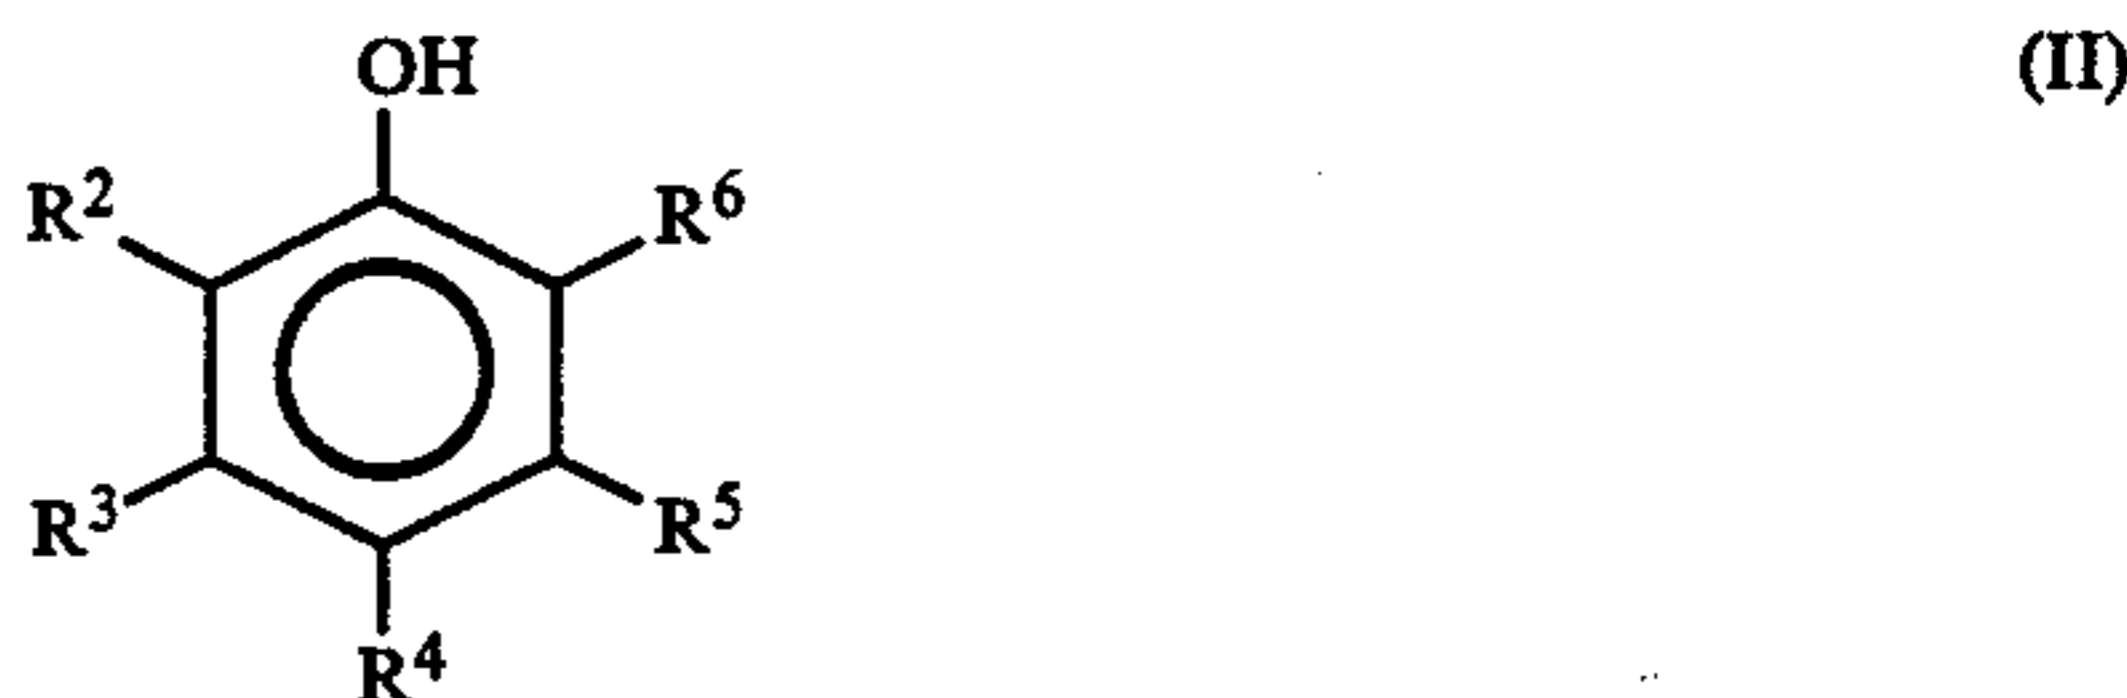 OH (II)
R² R⁶
R³ R⁵
R⁴